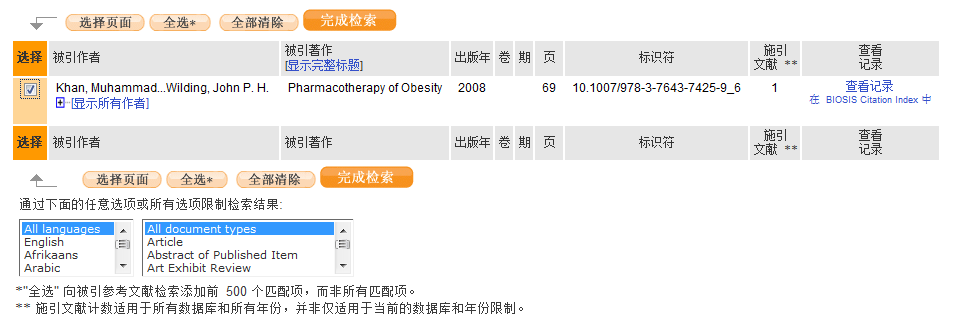 选择页面 全选* 全部清除 完成检索
选择 被引作者 被引著作 [显示完整标题] 出版年 卷 期 页 标识符 施引文献 ** 查看记录
Khan, Muhammad...Wilding, John P. H. Pharmacotherapy of Obesity 2008 69 10.1007/978-3-7643-7425-9_6 1 查看记录
[显示所有作者] 在 BIOSIS Citation Index 中
选择 被引作者 被引著作 出版年 卷 期 页 标识符 施引文献 ** 查看记录
选择页面 全选* 全部清除 完成检索
通过下面的任意选项或所有选项限制检索结果:
All languages All document types
English Article
Afrikaans Abstract of Published Item
Arabic Art Exhibit Review
*"全选" 向被引参考文献检索添加前 500 个匹配项，而非所有匹配项。
** 施引文献计数适用于所有数据库和所有年份，并非仅适用于当前的数据库和年份限制。